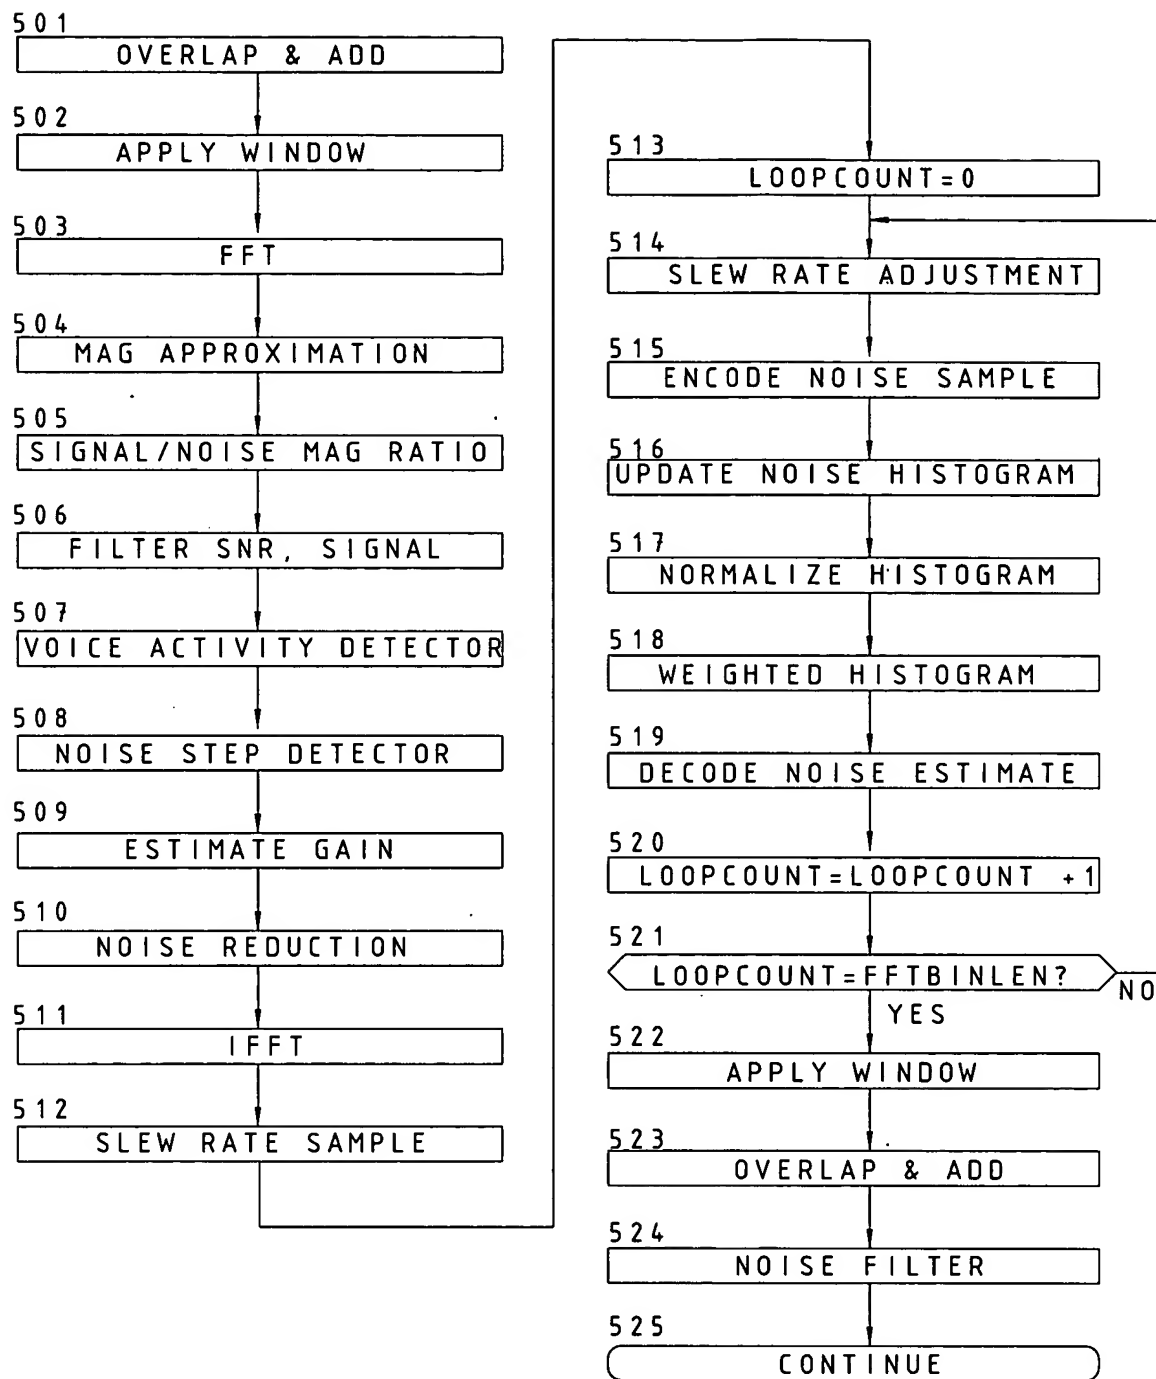 501
OVERLAP & ADD
502
APPLY WINDOW
503
FFT
504
MAG APPROXIMATION
505
SIGNAL/NOISE MAG RATIO
506
FILTER SNR, SIGNAL
507
VOICE ACTIVITY DETECTOR
508
NOISE STEP DETECTOR
509
ESTIMATE GAIN
510
NOISE REDUCTION
511
IFFT
512
SLEW RATE SAMPLE
513
LOOPCOUNT=0
514
SLEW RATE ADJUSTMENT
515
ENCODE NOISE SAMPLE
516
UPDATE NOISE HISTOGRAM
517
NORMALIZE HISTOGRAM
518
WEIGHTED HISTOGRAM
519
DECODE NOISE ESTIMATE
520
LOOPCOUNT=LOOPCOUNT +1
521
LOOPCOUNT=FFTBINLEN?
NO
YES
522
APPLY WINDOW
523
OVERLAP & ADD
524
NOISE FILTER
525
CONTINUE